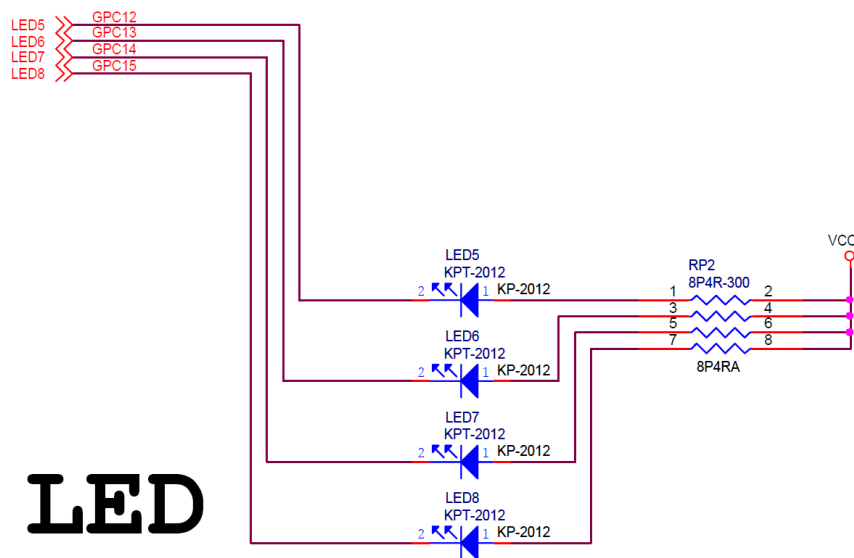 LED5 GPC12
LED6 GPC13
LED7 GPC14
LED8 GPC15
VCC
LED5
KPT-2012
2 1 KP-2012
RP2
8P4R-300
1 2
3 4
5 6
7 8
8P4RA
LED6
KPT-2012
2 1 KP-2012
LED7
KPT-2012
2 1 KP-2012
LED8
KPT-2012
2 1 KP-2012
LED